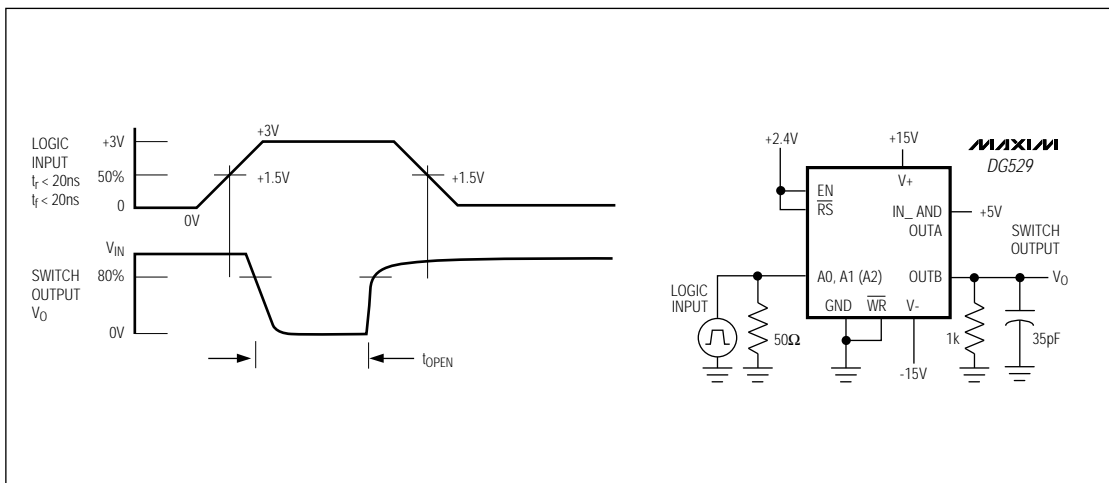 LOGIC
INPUT
tr < 20ns
tf < 20ns
+3V
50%
0
+3V
+1.5V
+1.5V
0V
SWITCH
OUTPUT
VO
VIN
80%
0V
tOPEN
+2.4V
+15V
MAXIM
DG529
V+
EN
RS
IN_ AND
OUTA
+5V
SWITCH
OUTPUT
LOGIC
INPUT
A0, A1 (A2)
OUTB
VO
GND
WR
V-
50Ω
1k
35pF
-15V